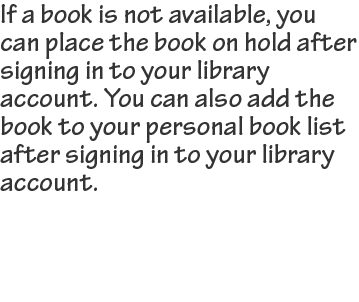 If a book is not available, you
can place the book on hold after
signing in to your library
account. You can also add the
book to your personal book list
after signing in to your library
account.